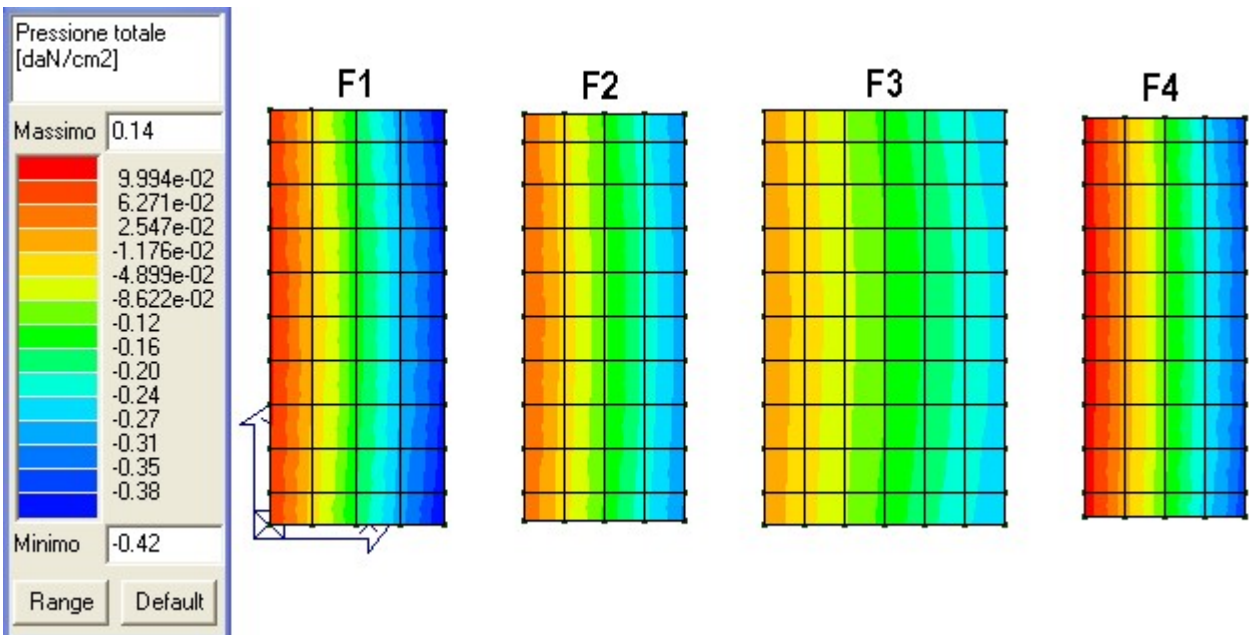 Pressione totale
[daN/cm2]
Massimo 0.14
9.994e-02
6.271e-02
2.547e-02
-1.176e-02
-4.899e-02
-8.622e-02
-0.12
-0.16
-0.20
-0.24
-0.27
-0.31
-0.35
-0.38
Minimo -0.42
Range Default
F1 F2 F3 F4